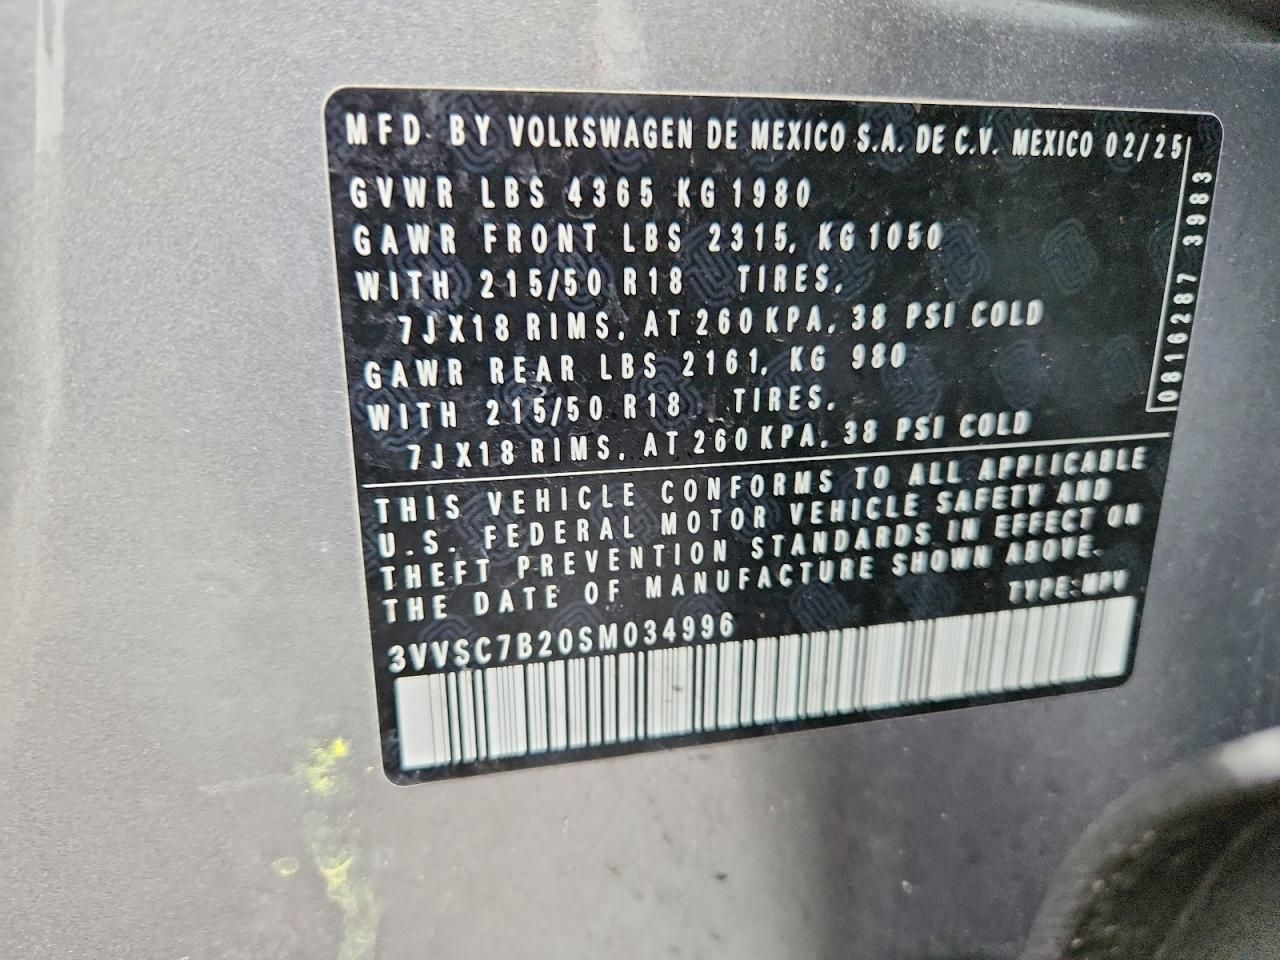 MFD BY VOLKSWAGEN DE MEXICO S.A. DE C.V. MEXICO 02/25
GVWR LBS 4365 KG 1980
GAWR FRONT LBS 2315, KG 1050
WITH 215/50 R18 TIRES,
7JX18 RIMS, AT 260 KPA, 38 PSI COLD
GAWR REAR LBS 2161, KG 980
WITH 215/50 R18 TIRES,
7JX18 RIMS, AT 260 KPA, 38 PSI COLD
0816287 3983
THIS VEHICLE CONFORMS TO ALL APPLICABLE
U.S. FEDERAL MOTOR VEHICLE SAFETY AND
THEFT PREVENTION STANDARDS IN EFFECT ON
THE DATE OF MANUFACTURE SHOWN ABOVE.
TYPE:MPV
3VVSC7B20SM034996